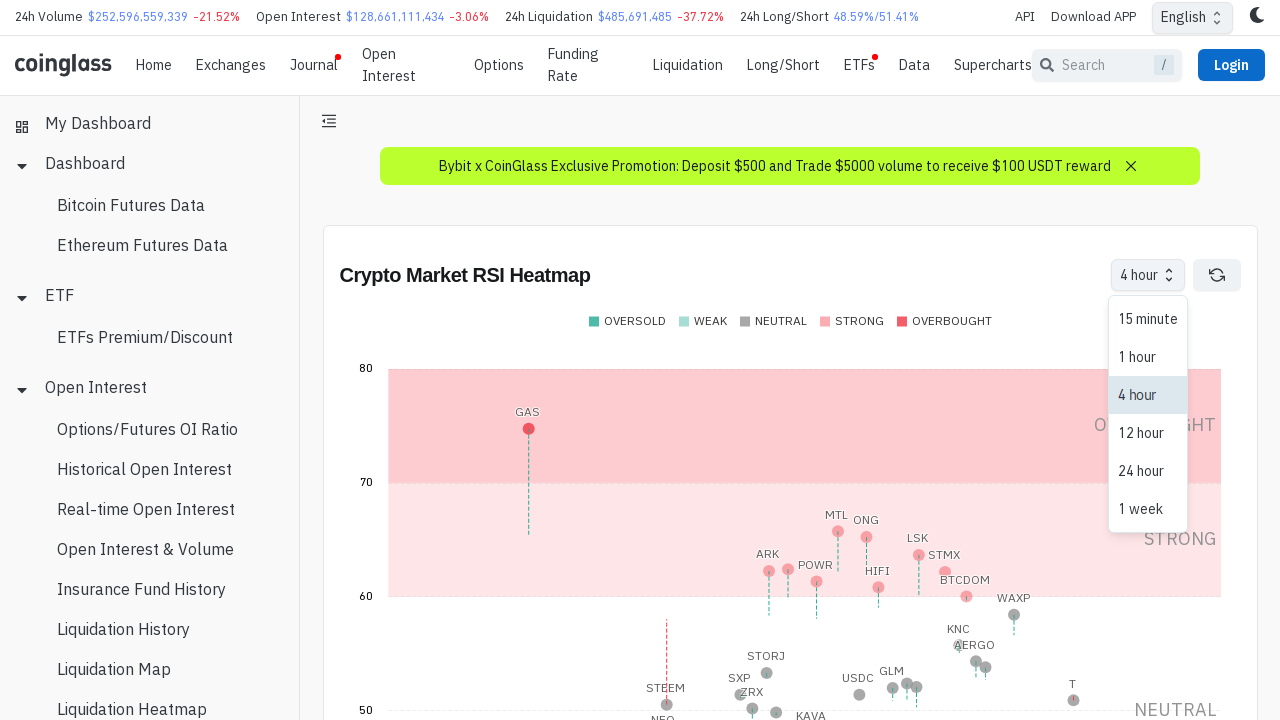 24h Volume $252,596,559,339 -21.52% Open Interest $128,661,111,434 -3.06% 24h Liquidation $485,691,485 -37.72% 24h Long/Short 48.59%/51.41% API Download APP English
coinglass Home Exchanges Journal Open Interest Options Funding Rate Liquidation Long/Short ETFs Data Supercharts Search / Login
My Dashboard
Dashboard
Bitcoin Futures Data
Ethereum Futures Data
ETF
ETFs Premium/Discount
Open Interest
Options/Futures OI Ratio
Historical Open Interest
Real-time Open Interest
Open Interest & Volume
Insurance Fund History
Liquidation History
Liquidation Map
Liquidation Heatmap
Bybit x CoinGlass Exclusive Promotion: Deposit $500 and Trade $5000 volume to receive $100 USDT reward
Crypto Market RSI Heatmap
4 hour
15 minute
1 hour
4 hour
12 hour
24 hour
1 week
OVERSOLD WEAK NEUTRAL STRONG OVERBOUGHT
80
GAS
70
MTL ONG
LSK
ARK
STMX
POWR
HIFI
BTCDOM
STRONG
60
WAXP
KNC
AERGO
STORJ
SXP
USDC
GLM
STEEM
ZRX
T
50
NEO
KAVA
NEUTRAL